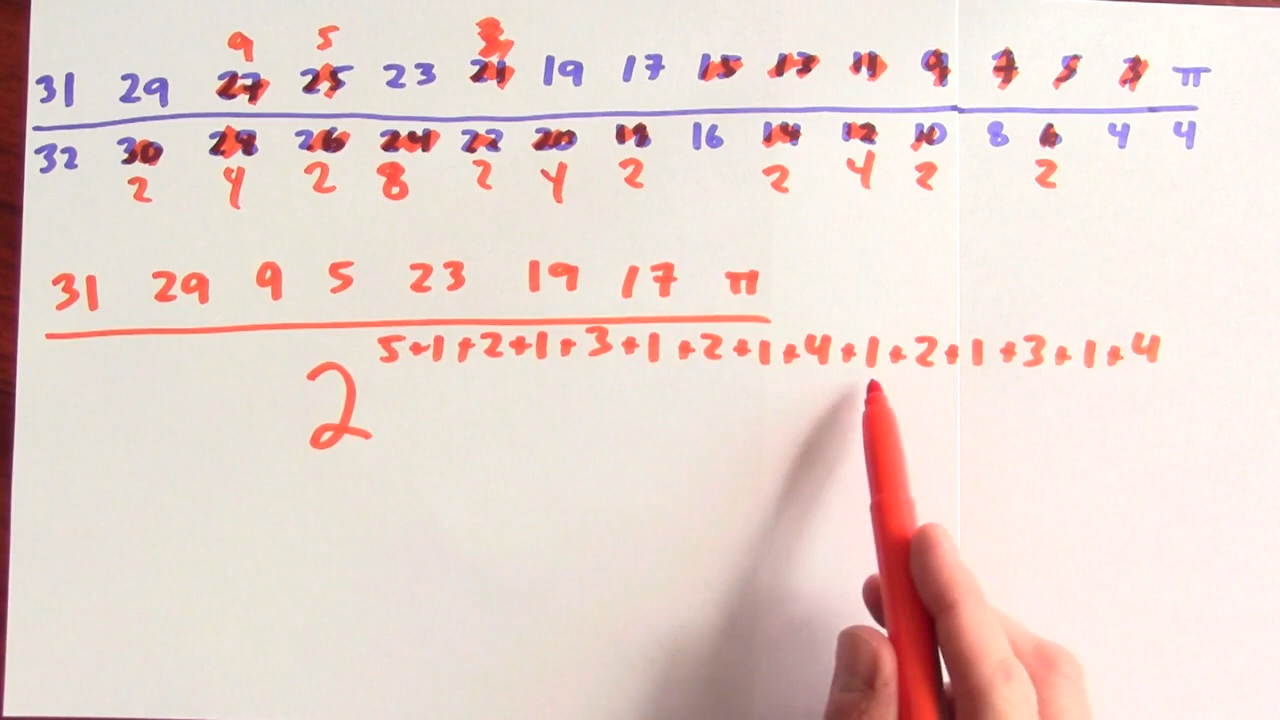 9 5
31 29 27 25 23 21 19 17 15 13 11 9 7 5 3 π
32 30 28 26 24 22 20 18 16 14 12 10 8 6 4 4
2 4 2 8 2 4 2 2 4 2 2
31 29 9 5 23 19 17 π
5+1+2+1+3+1+2+1+4+1+2+1+3+1+4
2